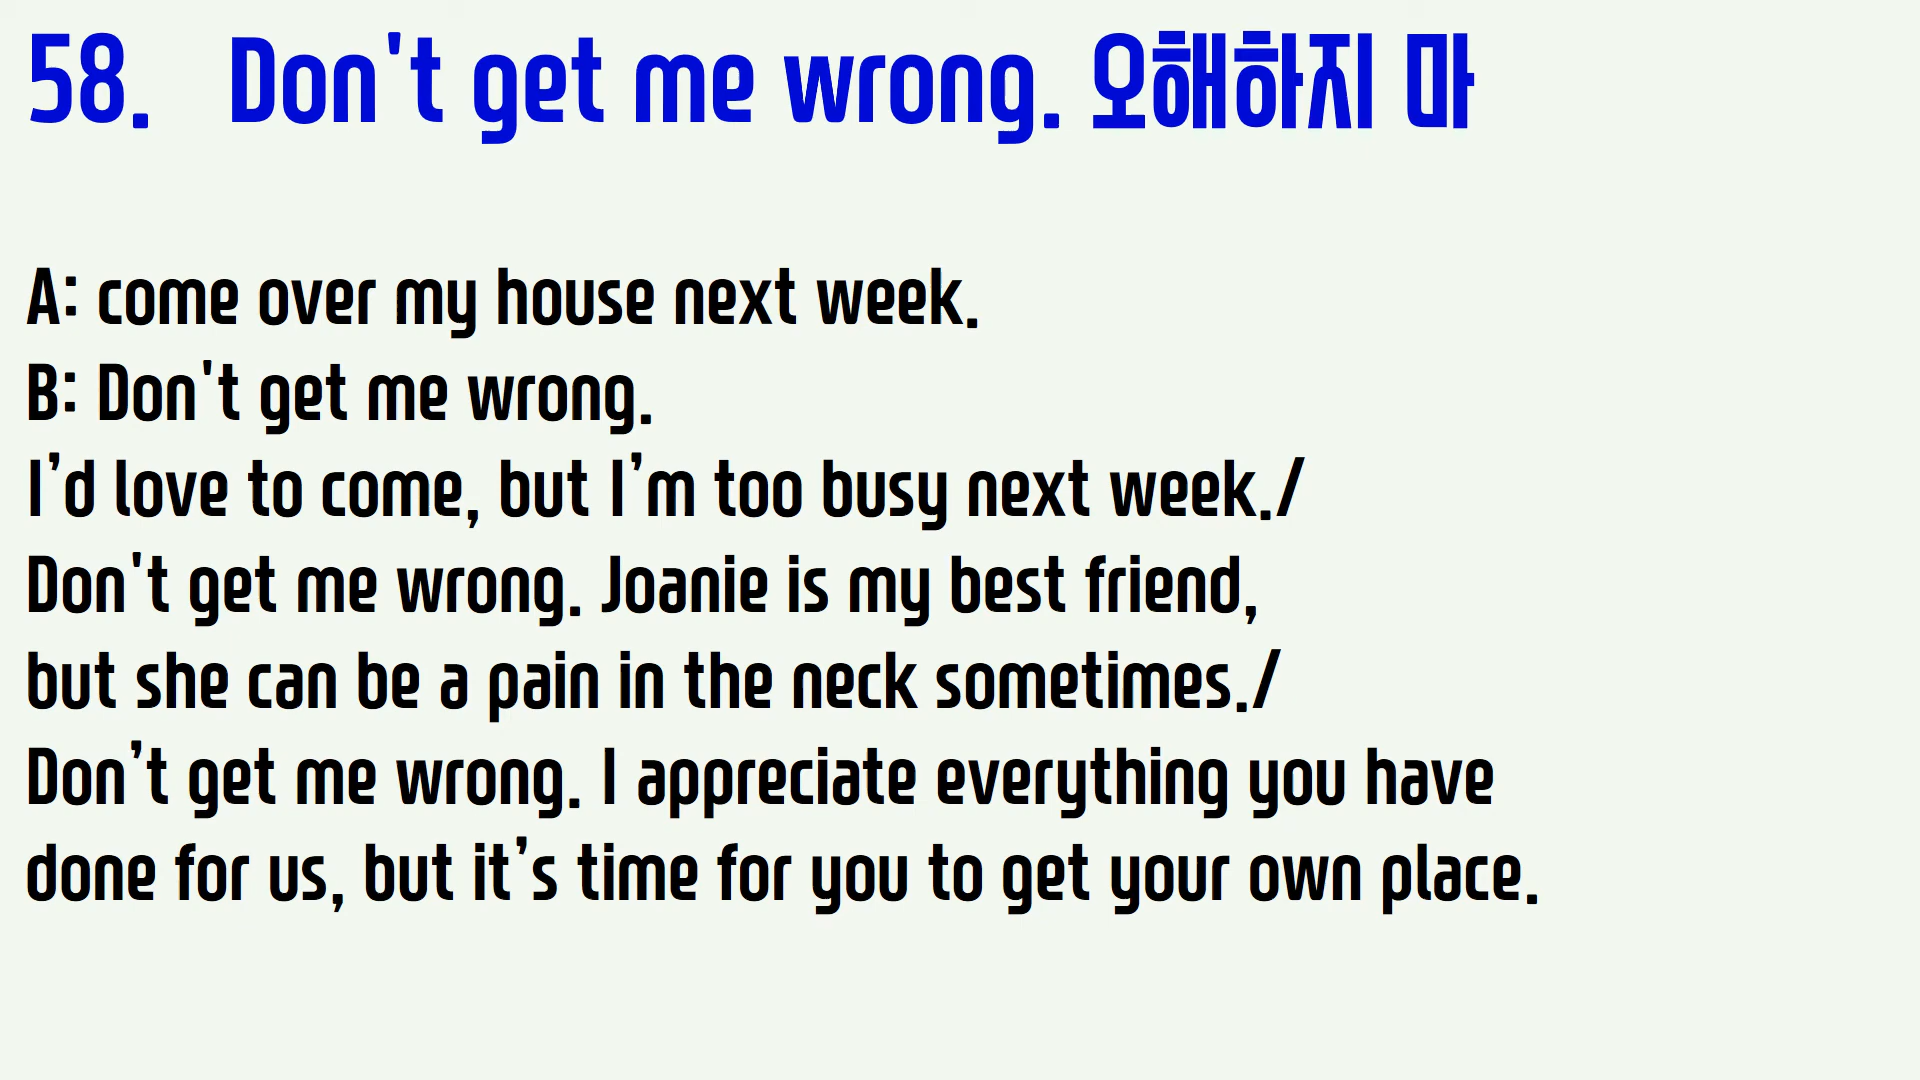 58. Don't get me wrong. 오해하지 마
A: come over my house next week.
B: Don't get me wrong.
I’d love to come, but I’m too busy next week./
Don't get me wrong. Joanie is my best friend,
but she can be a pain in the neck sometimes./
Don’t get me wrong. I appreciate everything you have
done for us, but it’s time for you to get your own place.